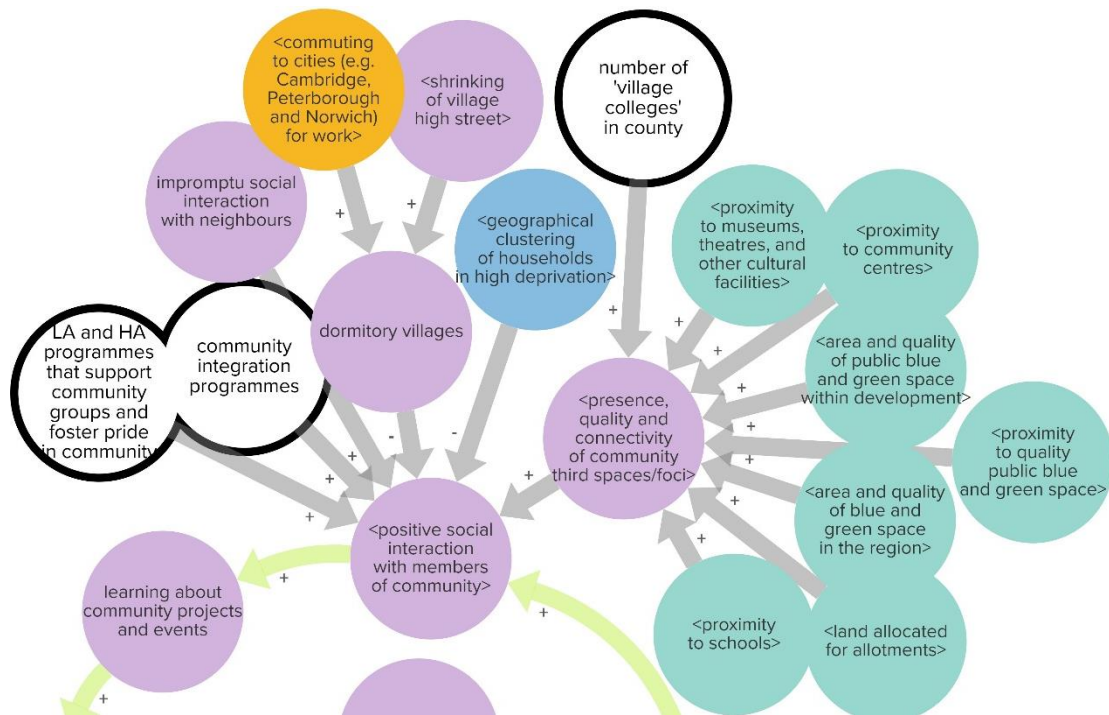 <commuting
to cities (e.g.
Cambridge,
Peterborough
and Norwich)
for work>
<shrinking
of village
high street>
number of
'village
colleges'
in county
impromptu social
interaction
with neighbours
<geographical
clustering
of households
in high deprivation>
<proximity
to museums,
theatres, and
other cultural
facilities>
<proximity
to community
centres>
+
+
LA and HA
programmes
that support
community
groups and
foster pride
in community
community
integration
programmes
dormitory villages
+
+
+
<area and quality
of public blue
and green space
within development>
<presence,
quality and
connectivity
of community
third spaces/foci>
+
+
+
+
+
<proximity
to quality
public blue
and green space>
-
-
+
+
+
+
<area and quality
of blue and
green space
in the region>
<positive social
interaction
with members
of community>
learning about
community projects
and events
+
+
<proximity
to schools>
<land allocated
for allotments>
+